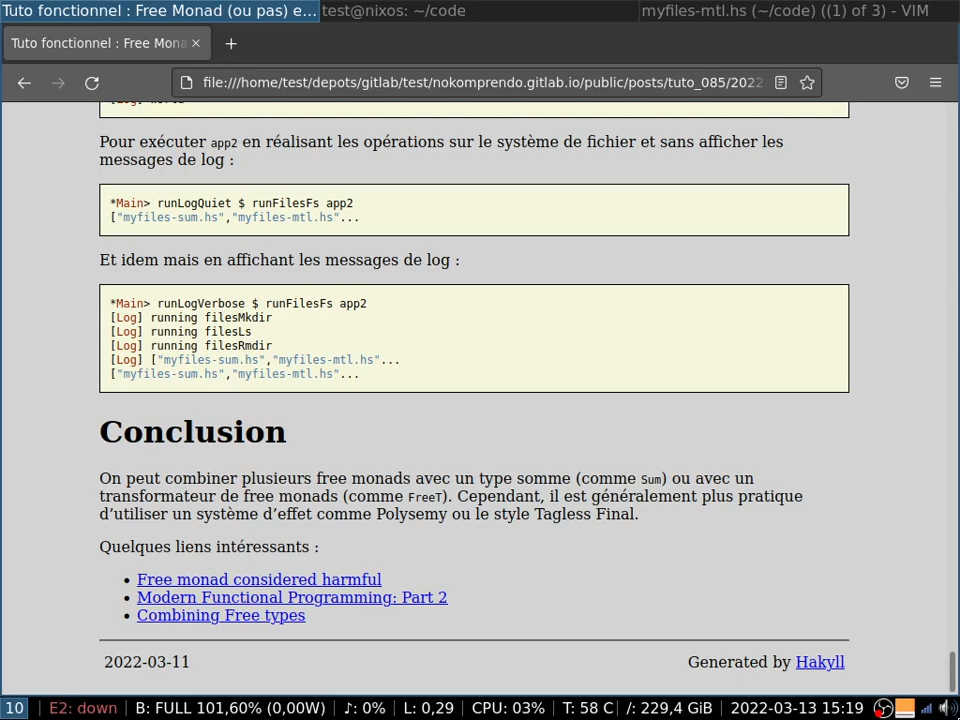 Tuto fonctionnel : Free Monad (ou pas) e... test@nixos: ~/code myfiles-mtl.hs (~/code) ((1) of 3) - VIM
Tuto fonctionnel : Free Mona × +
file:///home/test/depots/gitlab/test/nokomprendo.gitlab.io/public/posts/tuto_085/2022
Pour exécuter app2 en réalisant les opérations sur le système de fichier et sans afficher les
messages de log :
*Main> runLogQuiet $ runFilesFs app2
["myfiles-sum.hs","myfiles-mtl.hs"...
Et idem mais en affichant les messages de log :
*Main> runLogVerbose $ runFilesFs app2
[Log] running filesMkdir
[Log] running filesLs
[Log] running filesRmdir
[Log] ["myfiles-sum.hs","myfiles-mtl.hs"...
["myfiles-sum.hs","myfiles-mtl.hs"...
Conclusion
On peut combiner plusieurs free monads avec un type somme (comme Sum) ou avec un
transformateur de free monads (comme FreeT). Cependant, il est généralement plus pratique
d’utiliser un système d’effet comme Polysemy ou le style Tagless Final.
Quelques liens intéressants :
• Free monad considered harmful
• Modern Functional Programming: Part 2
• Combining Free types
2022-03-11 Generated by Hakyll
10 | E2: down | B: FULL 101,60% (0,00W) | ♪: 0% | L: 0,29 | CPU: 03% | T: 58 C | /: 229,4 GiB | 2022-03-13 15:19